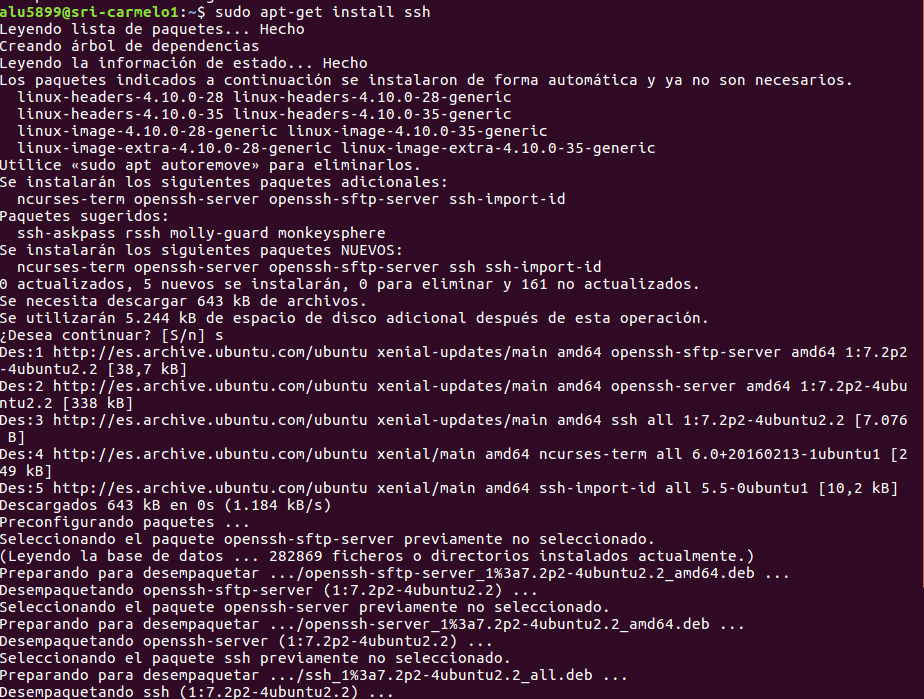 alu5899@sri-carmelo1:~$ sudo apt-get install ssh
Leyendo lista de paquetes... Hecho
Creando árbol de dependencias
Leyendo la información de estado... Hecho
Los paquetes indicados a continuación se instalaron de forma automática y ya no son necesarios.
  linux-headers-4.10.0-28 linux-headers-4.10.0-28-generic
  linux-headers-4.10.0-35 linux-headers-4.10.0-35-generic
  linux-image-4.10.0-28-generic linux-image-4.10.0-35-generic
  linux-image-extra-4.10.0-28-generic linux-image-extra-4.10.0-35-generic
Utilice «sudo apt autoremove» para eliminarlos.
Se instalarán los siguientes paquetes adicionales:
  ncurses-term openssh-server openssh-sftp-server ssh-import-id
Paquetes sugeridos:
  ssh-askpass rssh molly-guard monkeysphere
Se instalarán los siguientes paquetes NUEVOS:
  ncurses-term openssh-server openssh-sftp-server ssh ssh-import-id
0 actualizados, 5 nuevos se instalarán, 0 para eliminar y 161 no actualizados.
Se necesita descargar 643 kB de archivos.
Se utilizarán 5.244 kB de espacio de disco adicional después de esta operación.
¿Desea continuar? [S/n] s
Des:1 http://es.archive.ubuntu.com/ubuntu xenial-updates/main amd64 openssh-sftp-server amd64 1:7.2p2
-4ubuntu2.2 [38,7 kB]
Des:2 http://es.archive.ubuntu.com/ubuntu xenial-updates/main amd64 openssh-server amd64 1:7.2p2-4ubu
ntu2.2 [338 kB]
Des:3 http://es.archive.ubuntu.com/ubuntu xenial-updates/main amd64 ssh all 1:7.2p2-4ubuntu2.2 [7.076
 B]
Des:4 http://es.archive.ubuntu.com/ubuntu xenial/main amd64 ncurses-term all 6.0+20160213-1ubuntu1 [2
49 kB]
Des:5 http://es.archive.ubuntu.com/ubuntu xenial/main amd64 ssh-import-id all 5.5-0ubuntu1 [10,2 kB]
Descargados 643 kB en 0s (1.184 kB/s)
Preconfigurando paquetes ...
Seleccionando el paquete openssh-sftp-server previamente no seleccionado.
(Leyendo la base de datos ... 282869 ficheros o directorios instalados actualmente.)
Preparando para desempaquetar .../openssh-sftp-server_1%3a7.2p2-4ubuntu2.2_amd64.deb ...
Desempaquetando openssh-sftp-server (1:7.2p2-4ubuntu2.2) ...
Seleccionando el paquete openssh-server previamente no seleccionado.
Preparando para desempaquetar .../openssh-server_1%3a7.2p2-4ubuntu2.2_amd64.deb ...
Desempaquetando openssh-server (1:7.2p2-4ubuntu2.2) ...
Seleccionando el paquete ssh previamente no seleccionado.
Preparando para desempaquetar .../ssh_1%3a7.2p2-4ubuntu2.2_all.deb ...
Desempaquetando ssh (1:7.2p2-4ubuntu2.2) ...